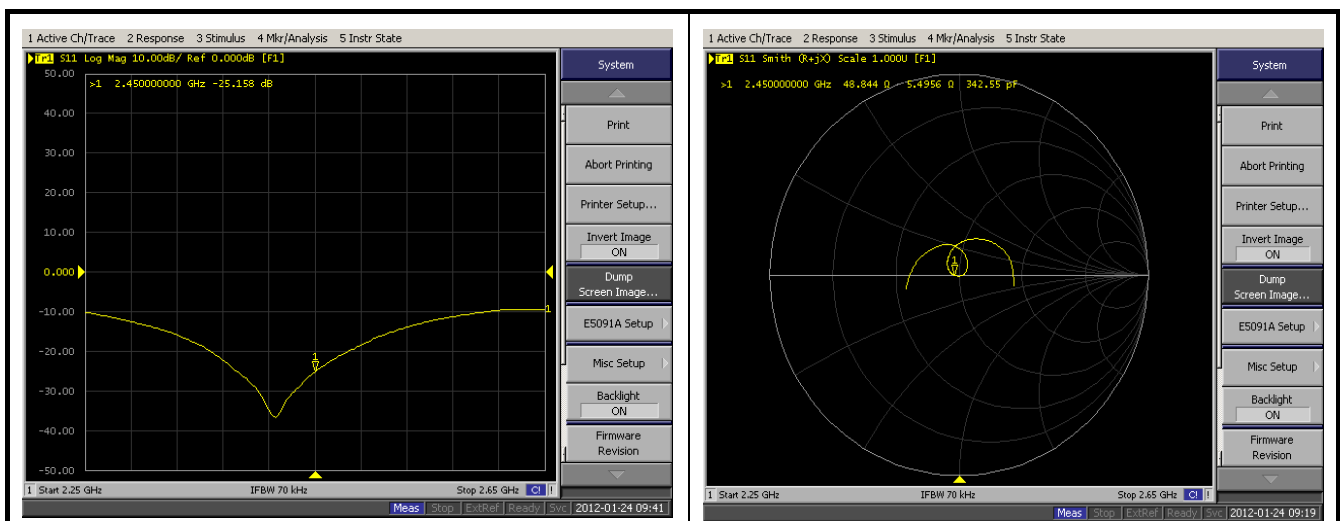 1 Active Ch/Trace 2 Response 3 Stimulus 4 Mkr/Analysis 5 Instr State
Tr1 S11 Log Mag 10.00dB/ Ref 0.000dB [F1]
50.00
>1 2.450000000 GHz -25.158 dB
40.00
30.00
20.00
10.00
0.000
-10.00
-20.00
-30.00
-40.00
-50.00
1
1
1 Start 2.25 GHz IFBW 70 kHz Stop 2.65 GHz C! !
Meas Stop ExtRef Ready Svc 2012-01-24 09:41
System
Print
Abort Printing
Printer Setup...
Invert Image
ON
Dump
Screen Image...
E5091A Setup
Misc Setup
Backlight
ON
Firmware
Revision
1 Active Ch/Trace 2 Response 3 Stimulus 4 Mkr/Analysis 5 Instr State
Tr1 S11 Smith (R+jX) Scale 1.000U [F1]
>1 2.450000000 GHz 48.844 Ω 5.4956 Ω 342.55 pF
1
1 Start 2.25 GHz IFBW 70 kHz Stop 2.65 GHz C! !
Meas Stop ExtRef Ready Svc 2012-01-24 09:19
System
Print
Abort Printing
Printer Setup...
Invert Image
ON
Dump
Screen Image...
E5091A Setup
Misc Setup
Backlight
ON
Firmware
Revision